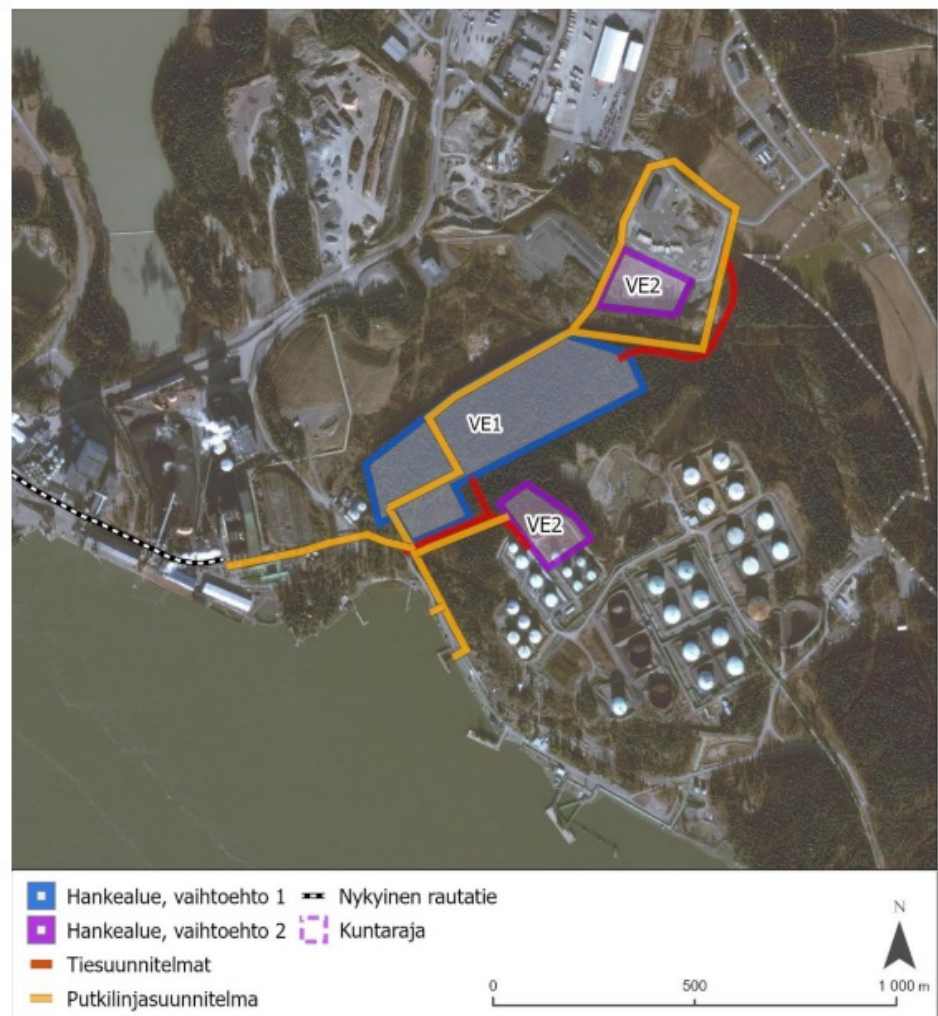 VE2
VE1
VE2
Hankealue, vaihtoehto 1
Nykyinen rautatie
Hankealue, vaihtoehto 2
Kuntaraja
Tiesuunnitelmat
Putkilinjasuunnitelma
N
0 500 1 000 m